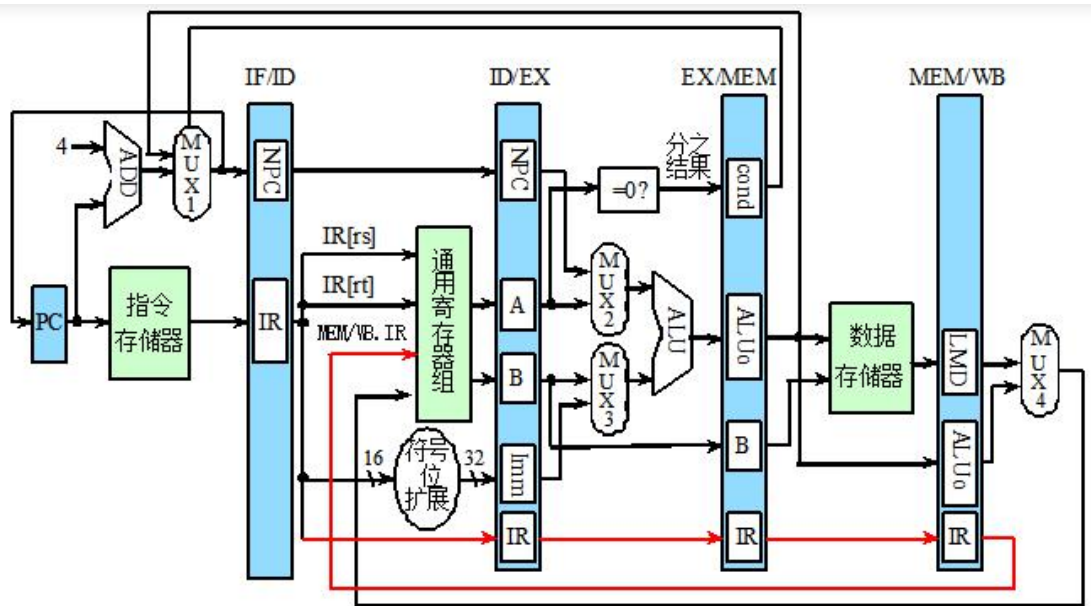 IF/ID
ID/EX
EX/MEM
MEM/WB
4
ADD
MUX1
NPC
NPC
=0?
分之
结果
cond
PC
指令
存储器
IR
IR[rs]
IR[rt]
MEM/WB.IR
通用寄存器组
A
B
MUX2
MUX3
ALU
ALUo
B
数据
存储器
LMD
ALUo
MUX4
16
符号
位
扩展
32
Imm
IR
IR
IR